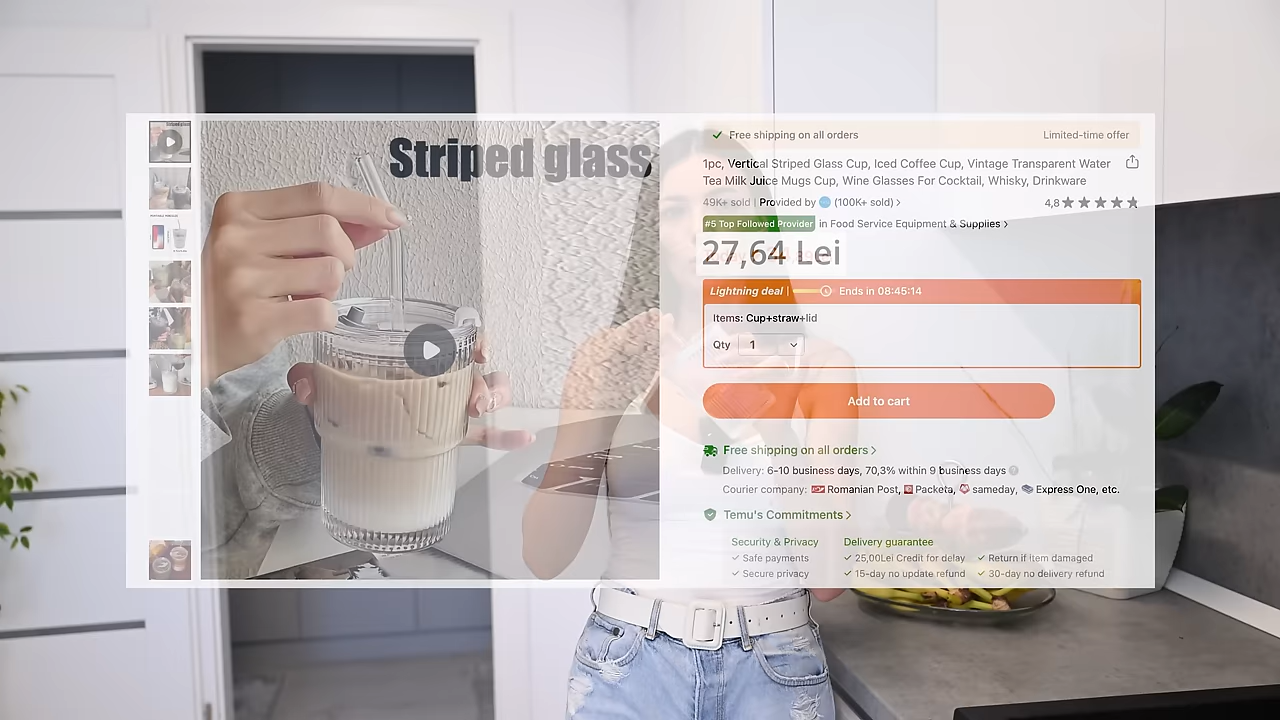 Striped glass
Free shipping on all orders
Limited-time offer
1pc, Vertical Striped Glass Cup, Iced Coffee Cup, Vintage Transparent Water
Tea Milk Juice Mugs Cup, Wine Glasses For Cocktail, Whisky, Drinkware
49K+ sold | Provided by (100K+ sold) >
4,8
#5 Top Followed Provider in Food Service Equipment & Supplies >
27,64 Lei
Lightning deal | Ends in 08:45:14
Items: Cup+straw+lid
Qty 1
Add to cart
Free shipping on all orders >
Delivery: 6-10 business days, 70,3% within 9 business days ?
Courier company: Romanian Post, Packeta, sameday, Express One, etc.
Temu's Commitments >
Security & Privacy
Delivery guarantee
✓ Safe payments
✓ 25,00Lei Credit for delay
✓ Return if item damaged
✓ Secure privacy
✓ 15-day no update refund
✓ 30-day no delivery refund